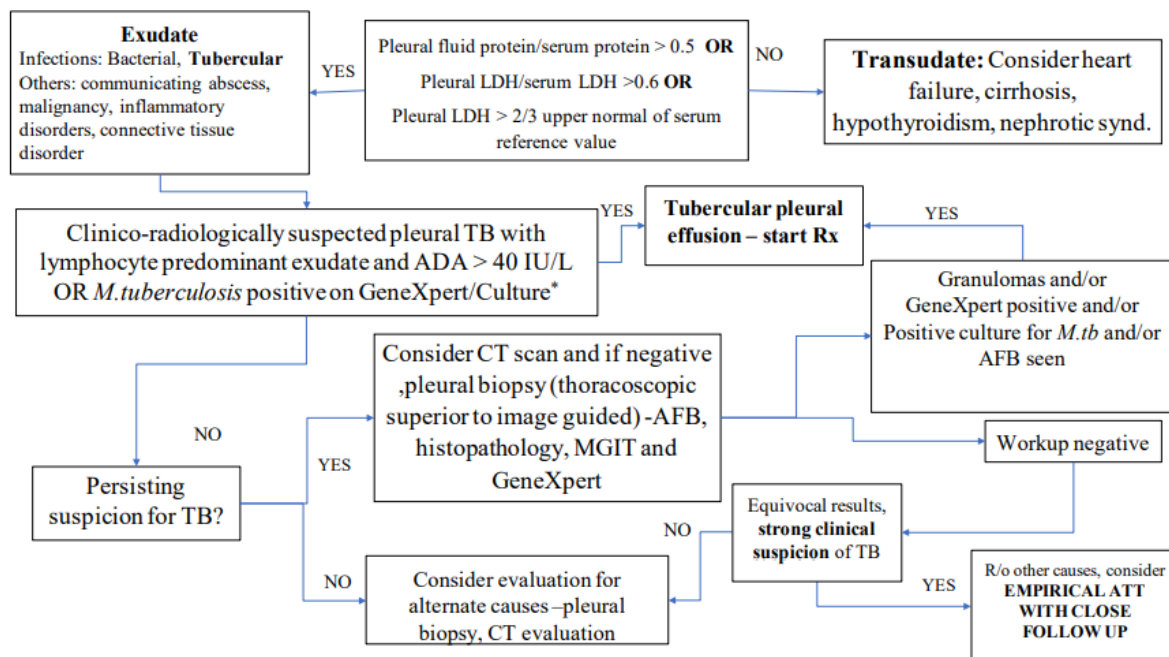 Exudate
Infections: Bacterial, Tubercular
Others: communicating abscess,
malignancy, inflammatory
disorders, connective tissue
disorder
YES
Pleural fluid protein/serum protein > 0.5 OR
Pleural LDH/serum LDH >0.6 OR
Pleural LDH > 2/3 upper normal of serum
reference value
NO
Transudate: Consider heart
failure, cirrhosis,
hypothyroidism, nephrotic synd.
Clinico-radiologically suspected pleural TB with
lymphocyte predominant exudate and ADA > 40 IU/L
OR M.tuberculosis positive on GeneXpert/Culture*
YES
Tubercular pleural
effusion – start Rx
YES
Granulomas and/or
GeneXpert positive and/or
Positive culture for M.tb and/or
AFB seen
NO
Persisting
suspicion for TB?
YES
Consider CT scan and if negative
,pleural biopsy (thoracoscopic
superior to image guided) -AFB,
histopathology, MGIT and
GeneXpert
Workup negative
NO
Consider evaluation for
alternate causes –pleural
biopsy, CT evaluation
NO
Equivocal results,
strong clinical
suspicion of TB
YES
R/o other causes, consider
EMPIRICAL ATT
WITH CLOSE
FOLLOW UP